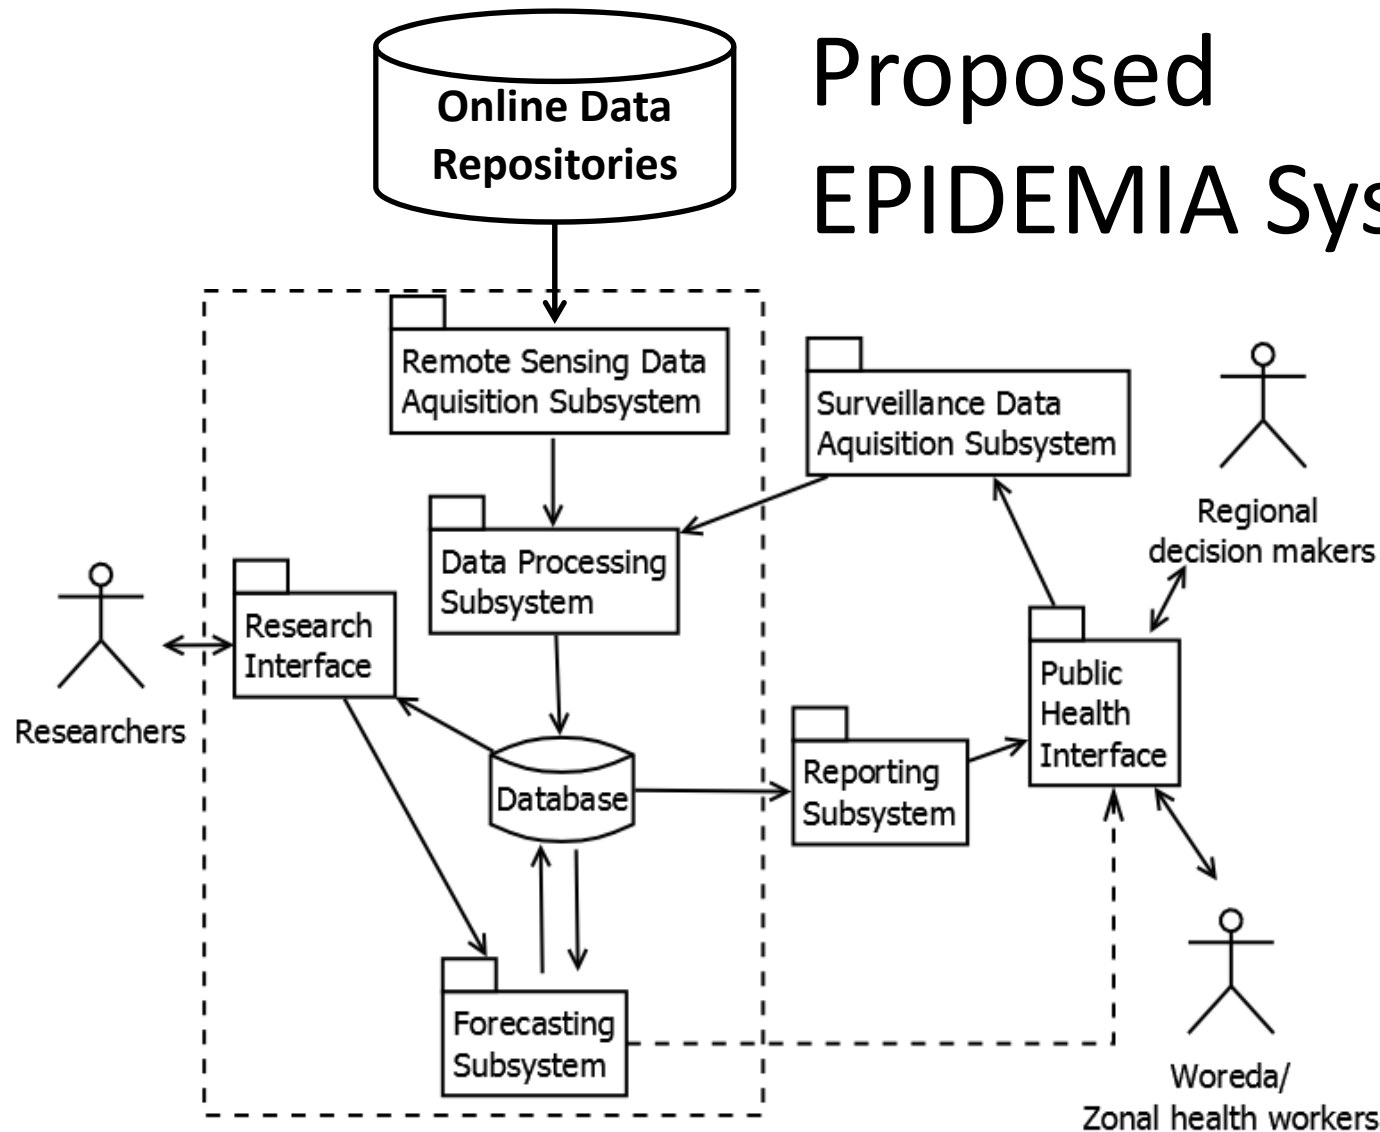 Proposed
EPIDEMIA Sys
Online Data
Repositories
Remote Sensing Data
Aquisition Subsystem
Surveillance Data
Aquisition Subsystem
Regional
decision makers
Data Processing
Subsystem
Research
Interface
Researchers
Public
Health
Interface
Reporting
Subsystem
Database
Forecasting
Subsystem
Woreda/
Zonal health workers